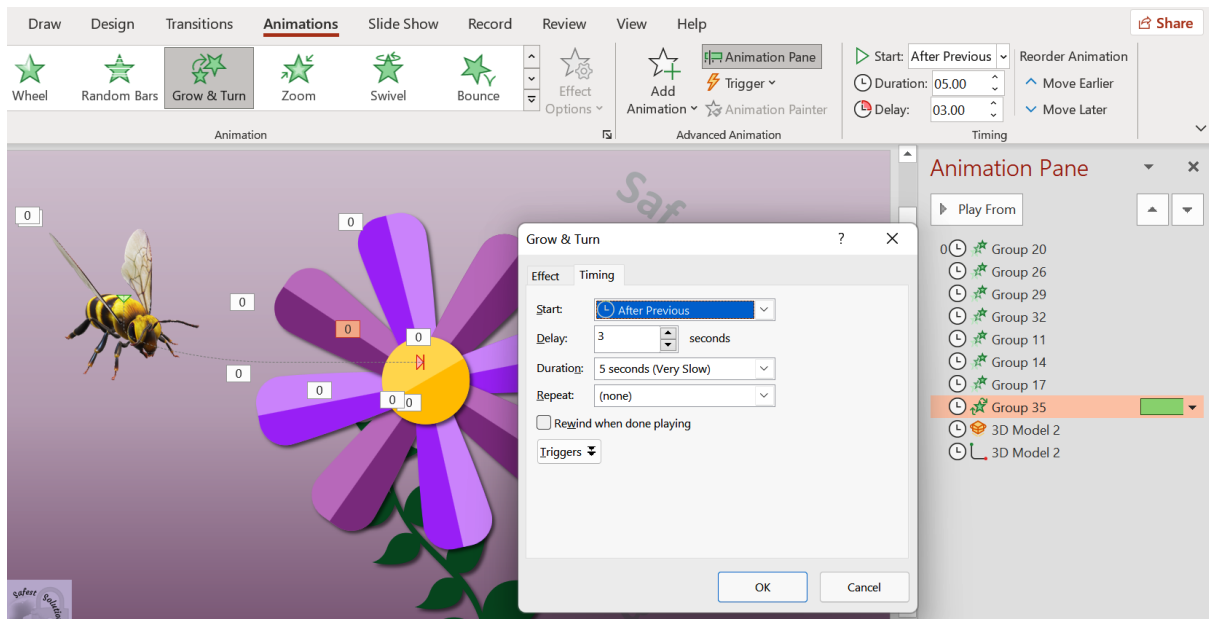 Draw Design Transitions Animations Slide Show Record Review View Help Share
Wheel Random Bars Grow & Turn Zoom Swivel Bounce
Effect
Options
Animation
Add
Animation
Animation Pane
Trigger
Animation Painter
Advanced Animation
Start: After Previous
Duration: 05.00
Delay: 03.00
Reorder Animation
Move Earlier
Move Later
Timing
0
0
0
0
0
0
0
0
0
Saf
Safest
Solution
Grow & Turn ?
Effect Timing
Start: After Previous
Delay: 3 seconds
Duration: 5 seconds (Very Slow)
Repeat: (none)
Rewind when done playing
Triggers
OK Cancel
Animation Pane
Play From
0 Group 20
Group 26
Group 29
Group 32
Group 11
Group 14
Group 17
Group 35
3D Model 2
3D Model 2